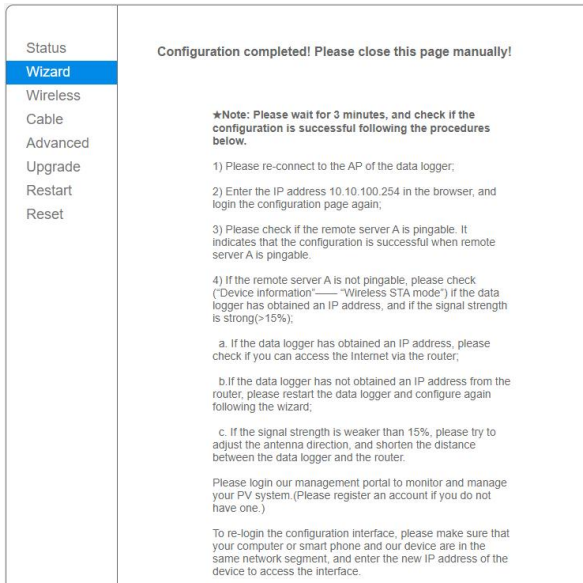 Status
Wizard
Wireless
Cable
Advanced
Upgrade
Restart
Reset
Configuration completed! Please close this page manually!
★Note: Please wait for 3 minutes, and check if the
configuration is successful following the procedures
below.
1) Please re-connect to the AP of the data logger;
2) Enter the IP address 10.10.100.254 in the browser, and
login the configuration page again;
3) Please check if the remote server A is pingable. It
indicates that the configuration is successful when remote
server A is pingable.
4) If the remote server A is not pingable, please check
("Device information"—— "Wireless STA mode") if the data
logger has obtained an IP address, and if the signal strength
is strong(>15%);
a. If the data logger has obtained an IP address, please
check if you can access the Internet via the router;
b.If the data logger has not obtained an IP address from the
router, please restart the data logger and configure again
following the wizard;
c. If the signal strength is weaker than 15%, please try to
adjust the antenna direction, and shorten the distance
between the data logger and the router.
Please login our management portal to monitor and manage
your PV system.(Please register an account if you do not
have one.)
To re-login the configuration interface, please make sure that
your computer or smart phone and our device are in the
same network segment, and enter the new IP address of the
device to access the interface.